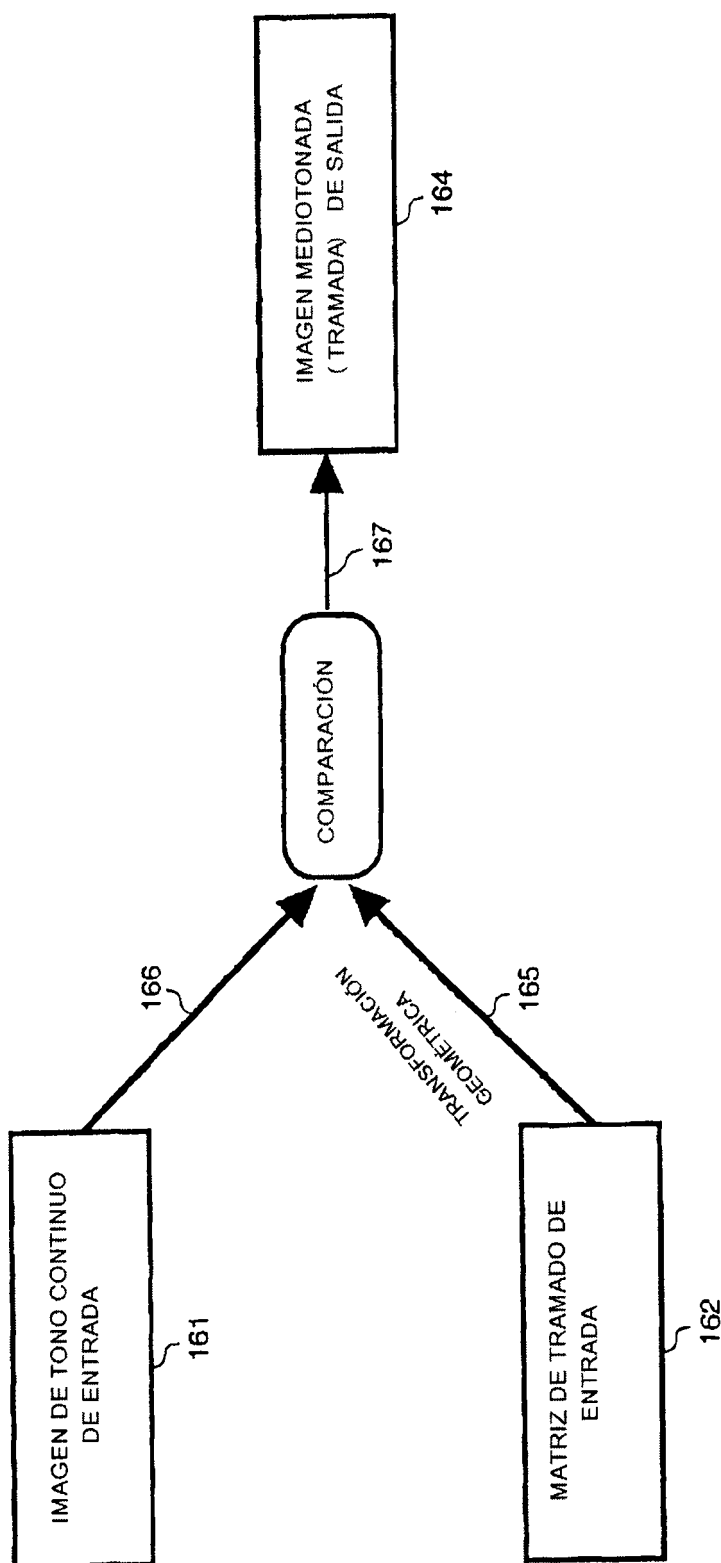 IMAGEN DE TONO CONTINUO
DE ENTRADA
161
166
MATRIZ DE TRAMADO DE
ENTRADA
162
TRANSFORMACIÓN
GEOMÉTRICA
165
COMPARACIÓN
167
IMAGEN MEDIOTONADA
( TRAMADA) DE SALIDA
164